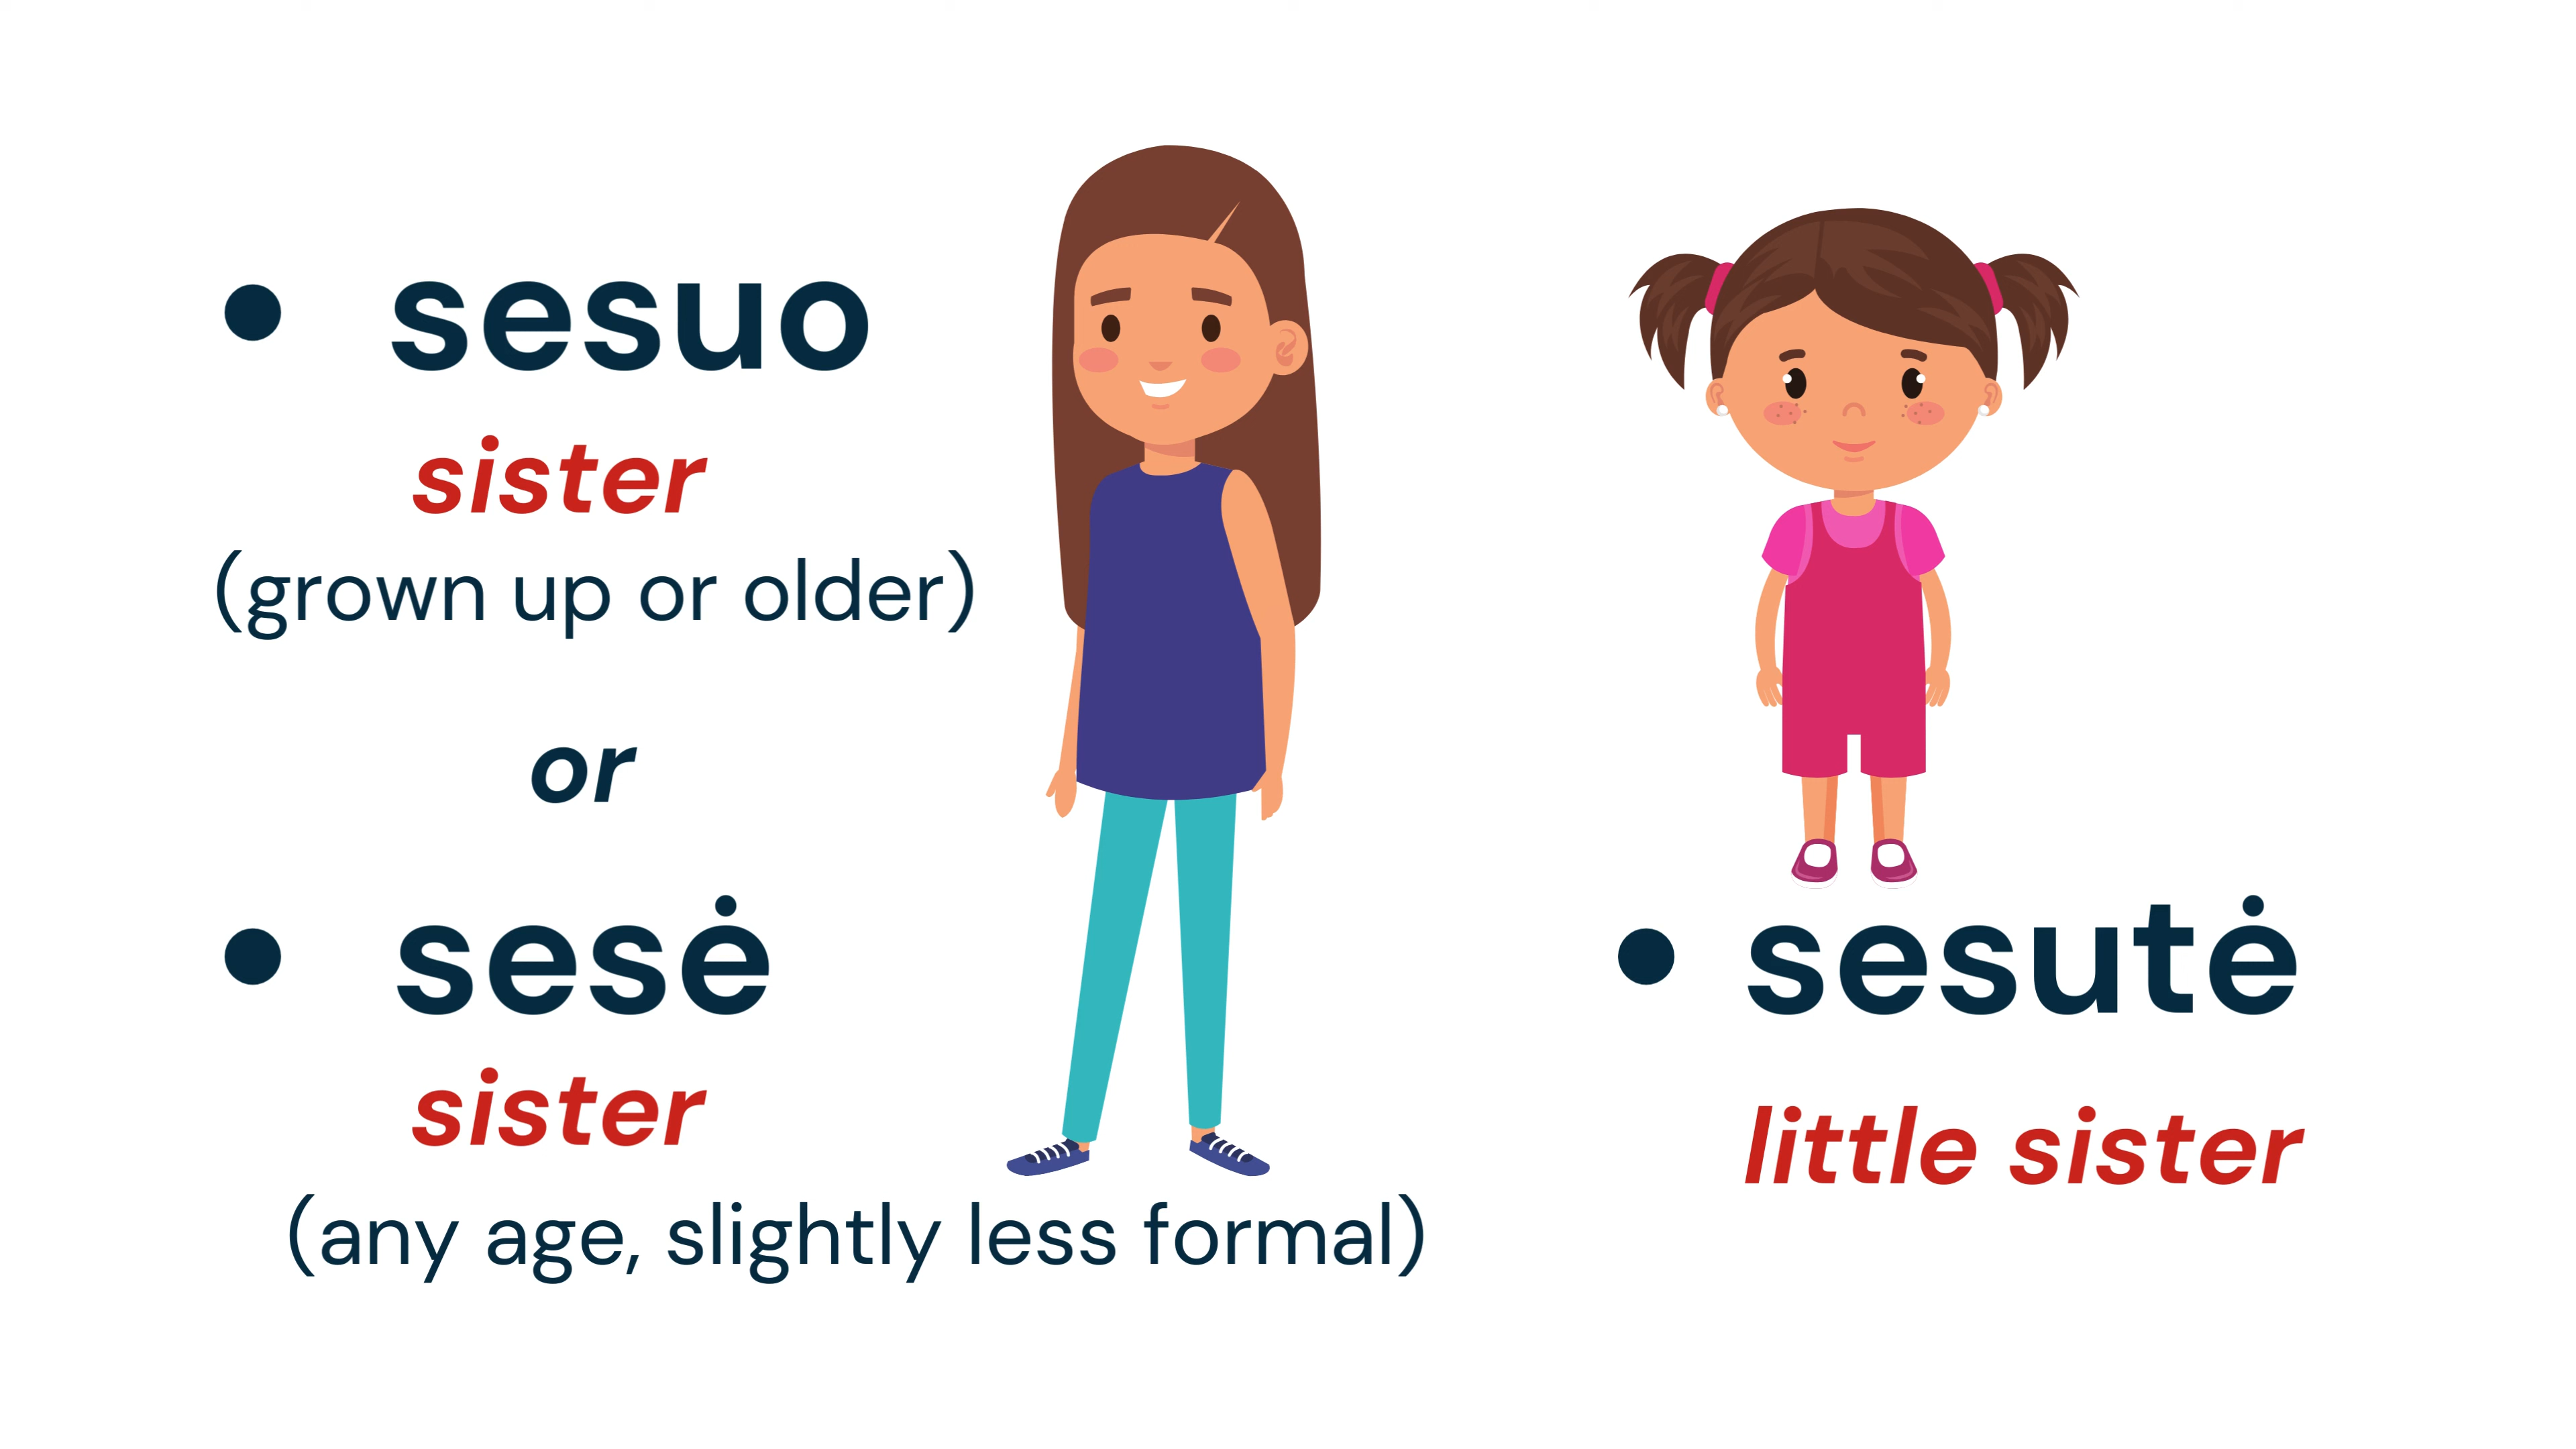 • sesuo
sister
(grown up or older)
or
• sesė
sister
(any age, slightly less formal)
• sesutė
little sister